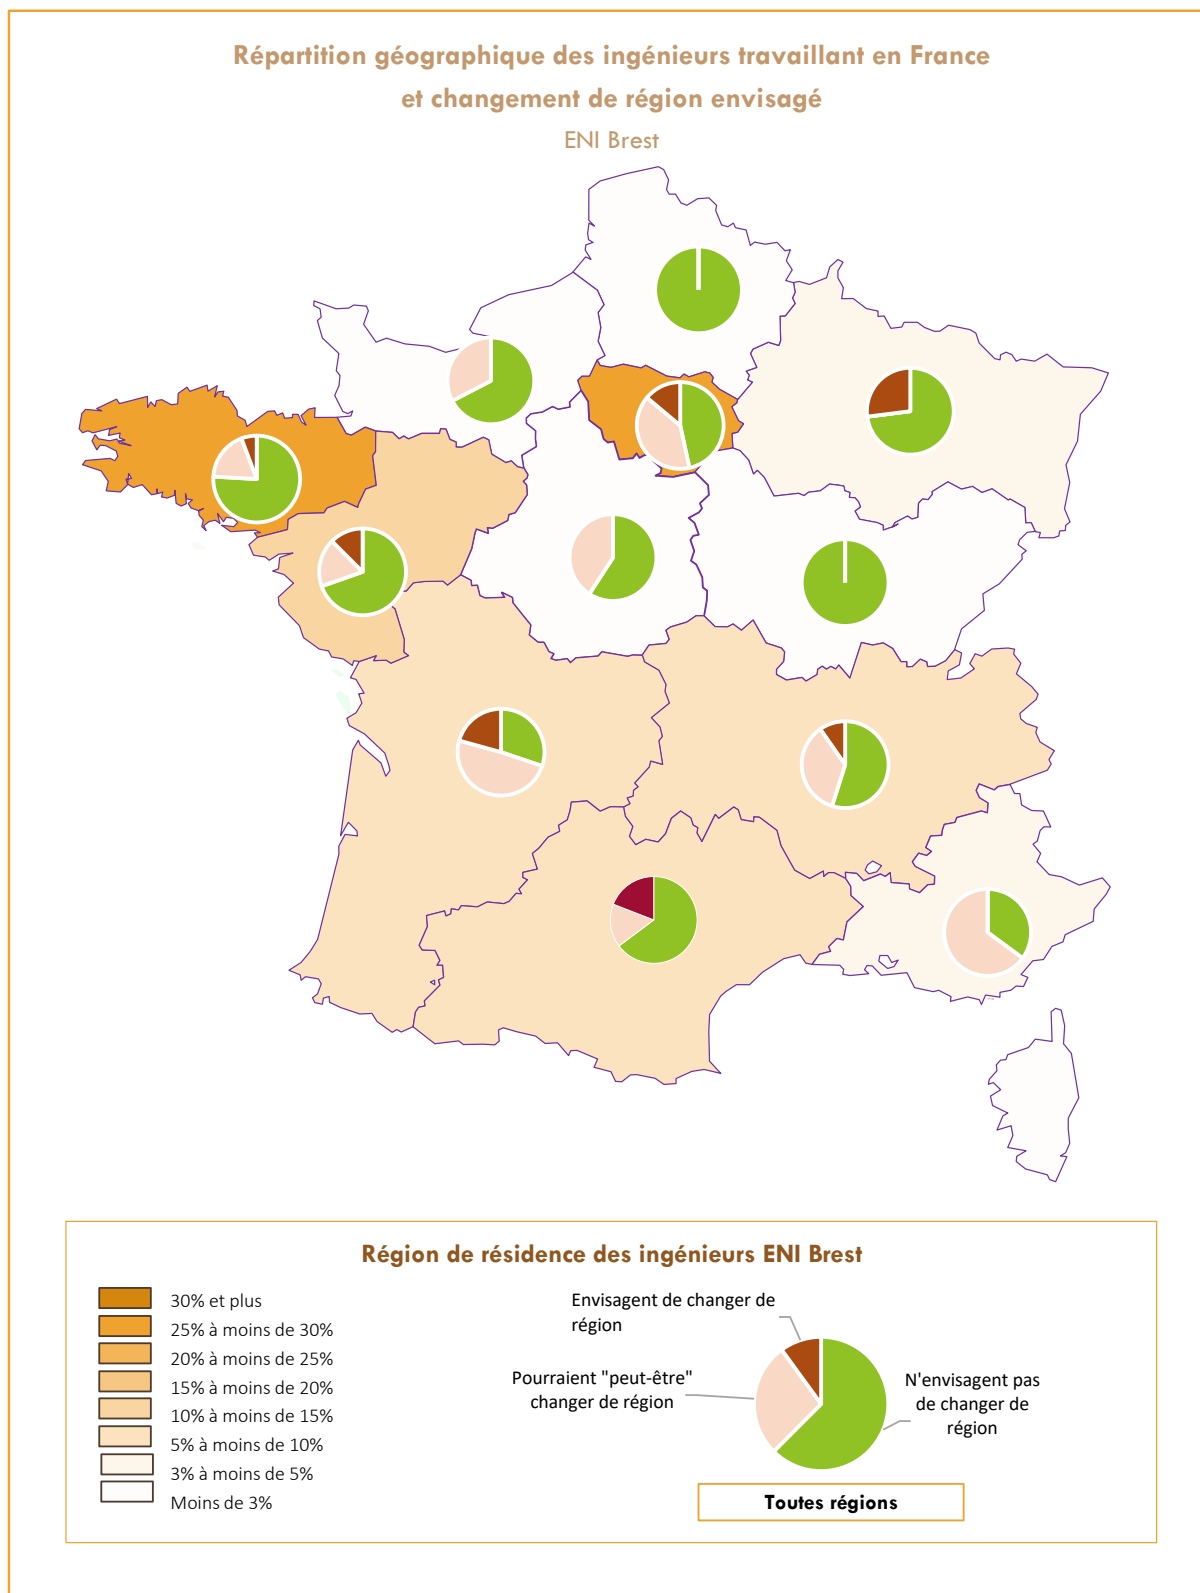 Répartition géographique des ingénieurs travaillant en France
et changement de région envisagé
ENI Brest
Région de résidence des ingénieurs ENI Brest
30% et plus
25% à moins de 30%
20% à moins de 25%
15% à moins de 20%
10% à moins de 15%
5% à moins de 10%
3% à moins de 5%
Moins de 3%
Envisagent de changer de
région
Pourraient "peut-être"
changer de région
N'envisagent pas
de changer de
région
Toutes régions